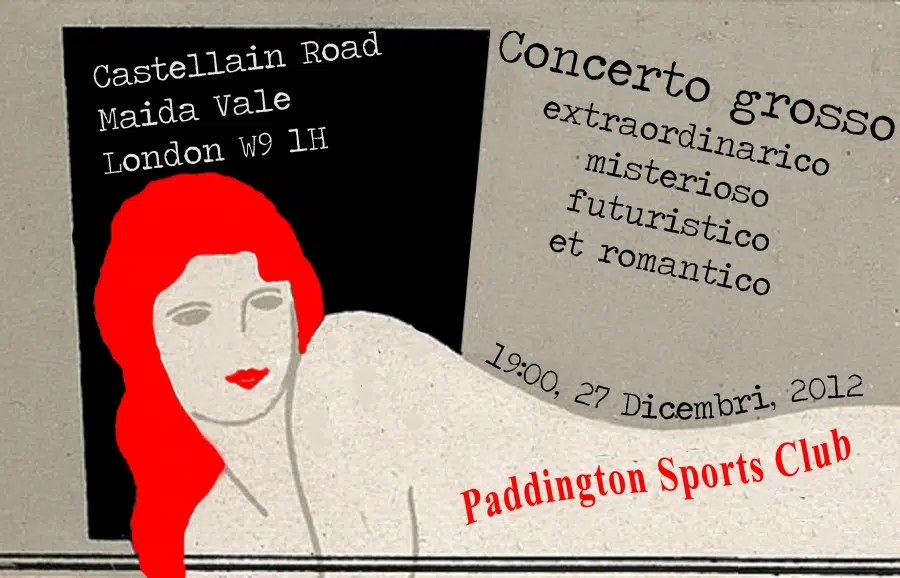 Castellain Road
Maida Vale
London W9 1H
Concerto grosso
extraordinarico
misterioso
futuristico
et romantico
19:00, 27 Dicembri, 2012
Paddington Sports Club